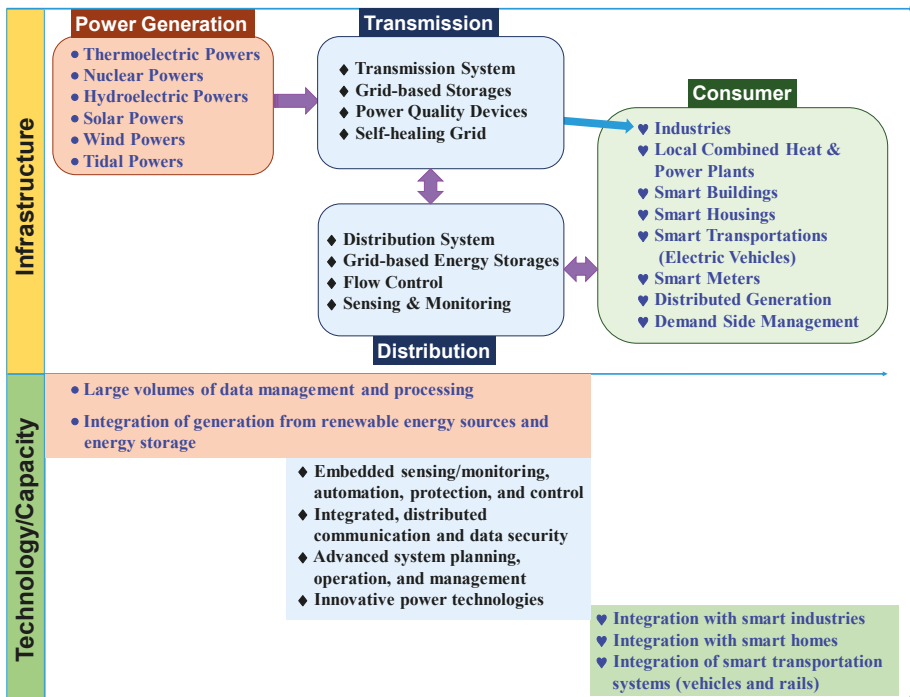 Infrastructure
Power Generation
• Thermoelectric Powers
• Nuclear Powers
• Hydroelectric Powers
• Solar Powers
• Wind Powers
• Tidal Powers
Transmission
♦ Transmission System
♦ Grid-based Storages
♦ Power Quality Devices
♦ Self-healing Grid
♦ Distribution System
♦ Grid-based Energy Storages
♦ Flow Control
♦ Sensing & Monitoring
Distribution
Consumer
♥ Industries
♥ Local Combined Heat &
Power Plants
♥ Smart Buildings
♥ Smart Housings
♥ Smart Transportations
(Electric Vehicles)
♥ Smart Meters
♥ Distributed Generation
♥ Demand Side Management
Technology/Capacity
• Large volumes of data management and processing
• Integration of generation from renewable energy sources and
energy storage
♦ Embedded sensing/monitoring,
automation, protection, and control
♦ Integrated, distributed
communication and data security
♦ Advanced system planning,
operation, and management
♦ Innovative power technologies
♥ Integration with smart industries
♥ Integration with smart homes
♥ Integration of smart transportation
systems (vehicles and rails)